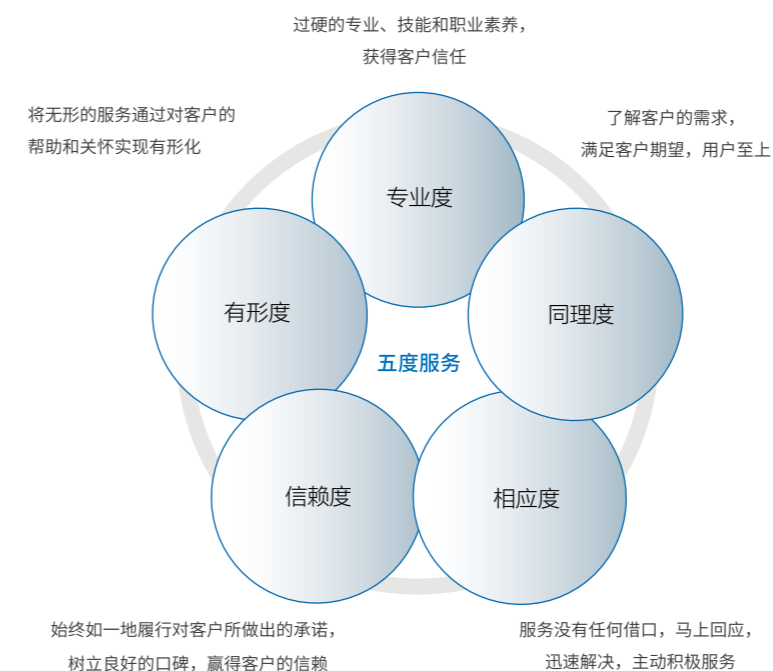 过硬的专业、技能和职业素养，
获得客户信任
将无形的服务通过对客户的
帮助和关怀实现有形化
了解客户的需求，
满足客户期望，用户至上
专业度
有形度
同理度
五度服务
信赖度
相应度
始终如一地履行对客户所做出的承诺，
树立良好的口碑，赢得客户的信赖
服务没有任何借口，马上回应，
迅速解决，主动积极服务